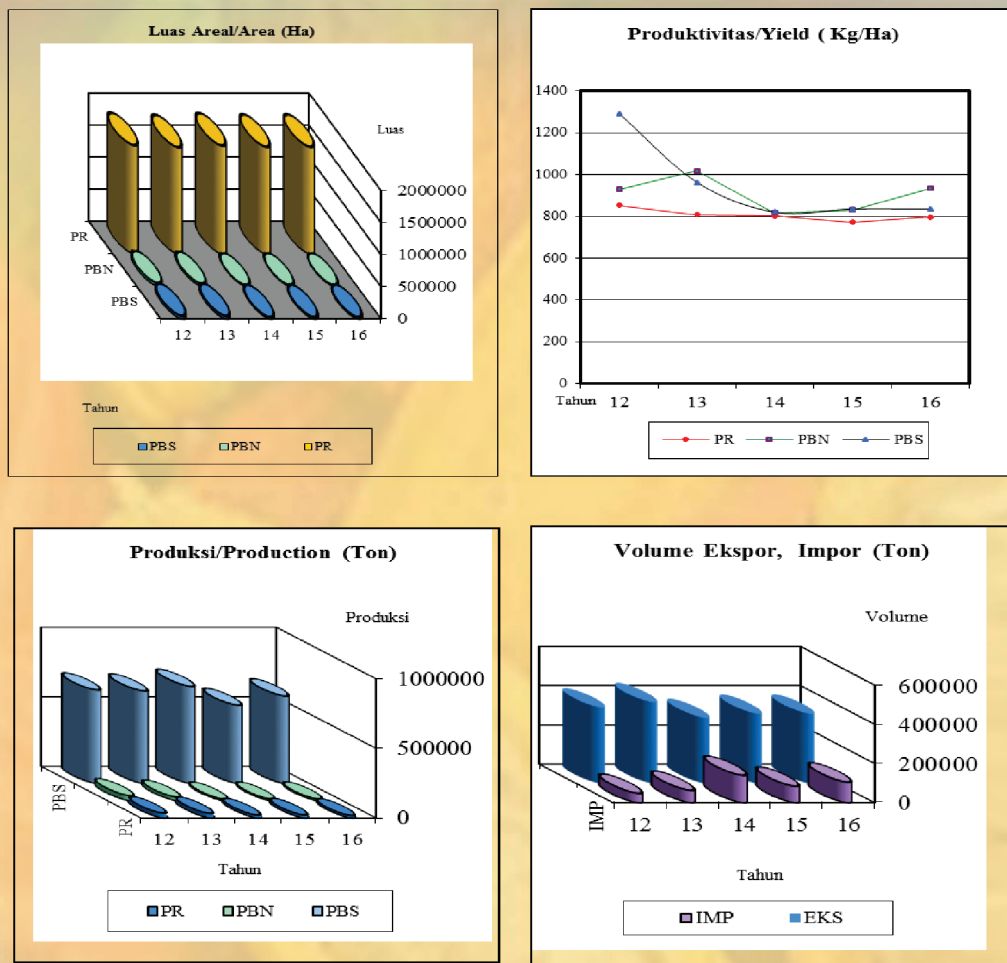 Luas Areal/Area (Ha)
Luas
2000000
1500000
1000000
500000
0
PR
PBN
PBS
12 13 14 15 16
Tahun
PBS PBN PR
Produktivitas/Yield ( Kg/Ha)
1400
1200
1000
800
600
400
200
0
Tahun 12 13 14 15 16
PR PBN PBS
Produksi/Production (Ton)
Produksi
1000000
500000
0
PBS
PR
12 13 14 15 16
Tahun
PR PBN PBS
Volume Ekspor, Impor (Ton)
Volume
600000
400000
200000
0
IMP
12 13 14 15 16
Tahun
IMP EKS